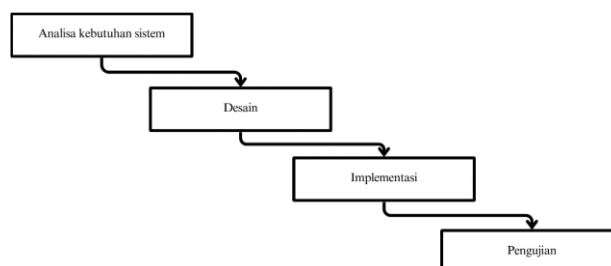 Analisa kebutuhan sistem
Desain
Implementasi
Pengujian